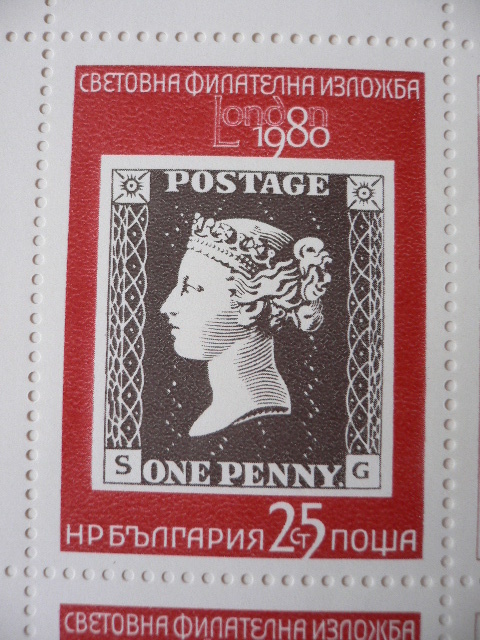 СВЕТОВНА ФИЛАТЕЛНА ИЗЛОЖБА
London
1980
POSTAGE
S ONE PENNY. G
НР БЪЛГАРИЯ 25 СТ ПОЩА
СВЕТОВНА ФИЛАТЕЛНА ИЗЛОЖБА